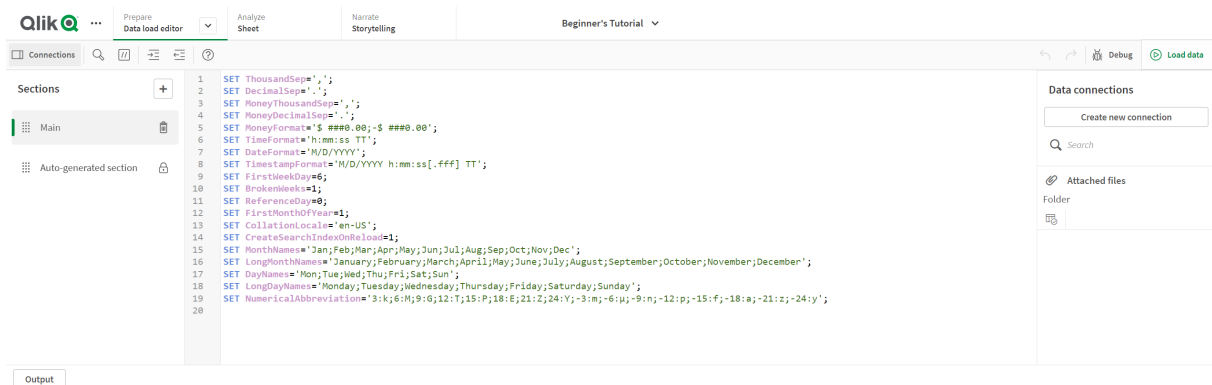 Qlik
Prepare
Data load editor
Analyze
Sheet
Narrate
Storytelling
Beginner's Tutorial
Connections
//
?
Debug
Load data
Sections
+
Main
Auto-generated section
1 SET ThousandSep=',';
2 SET DecimalSep='.';
3 SET MoneyThousandSep=',';
4 SET MoneyDecimalSep='.';
5 SET MoneyFormat='$ ###0.00;-$ ###0.00';
6 SET TimeFormat='h:mm:ss TT';
7 SET DateFormat='M/D/YYYY';
8 SET TimestampFormat='M/D/YYYY h:mm:ss[.fff] TT';
9 SET FirstWeekDay=6;
10 SET BrokenWeeks=1;
11 SET ReferenceDay=0;
12 SET FirstMonthOfYear=1;
13 SET CollationLocale='en-US';
14 SET CreateSearchIndexOnReload=1;
15 SET MonthNames='Jan;Feb;Mar;Apr;May;Jun;Jul;Aug;Sep;Oct;Nov;Dec';
16 SET LongMonthNames='January;February;March;April;May;June;July;August;September;October;November;December';
17 SET DayNames='Mon;Tue;Wed;Thu;Fri;Sat;Sun';
18 SET LongDayNames='Monday;Tuesday;Wednesday;Thursday;Friday;Saturday;Sunday';
19 SET NumericalAbbreviation='3:k;6:M;9:G;12:T;15:P;18:E;21:Z;24:Y;-3:m;-6:μ;-9:n;-12:p;-15:f;-18:a;-21:z;-24:y';
20
Data connections
Create new connection
Search
Attached files
Folder
Output